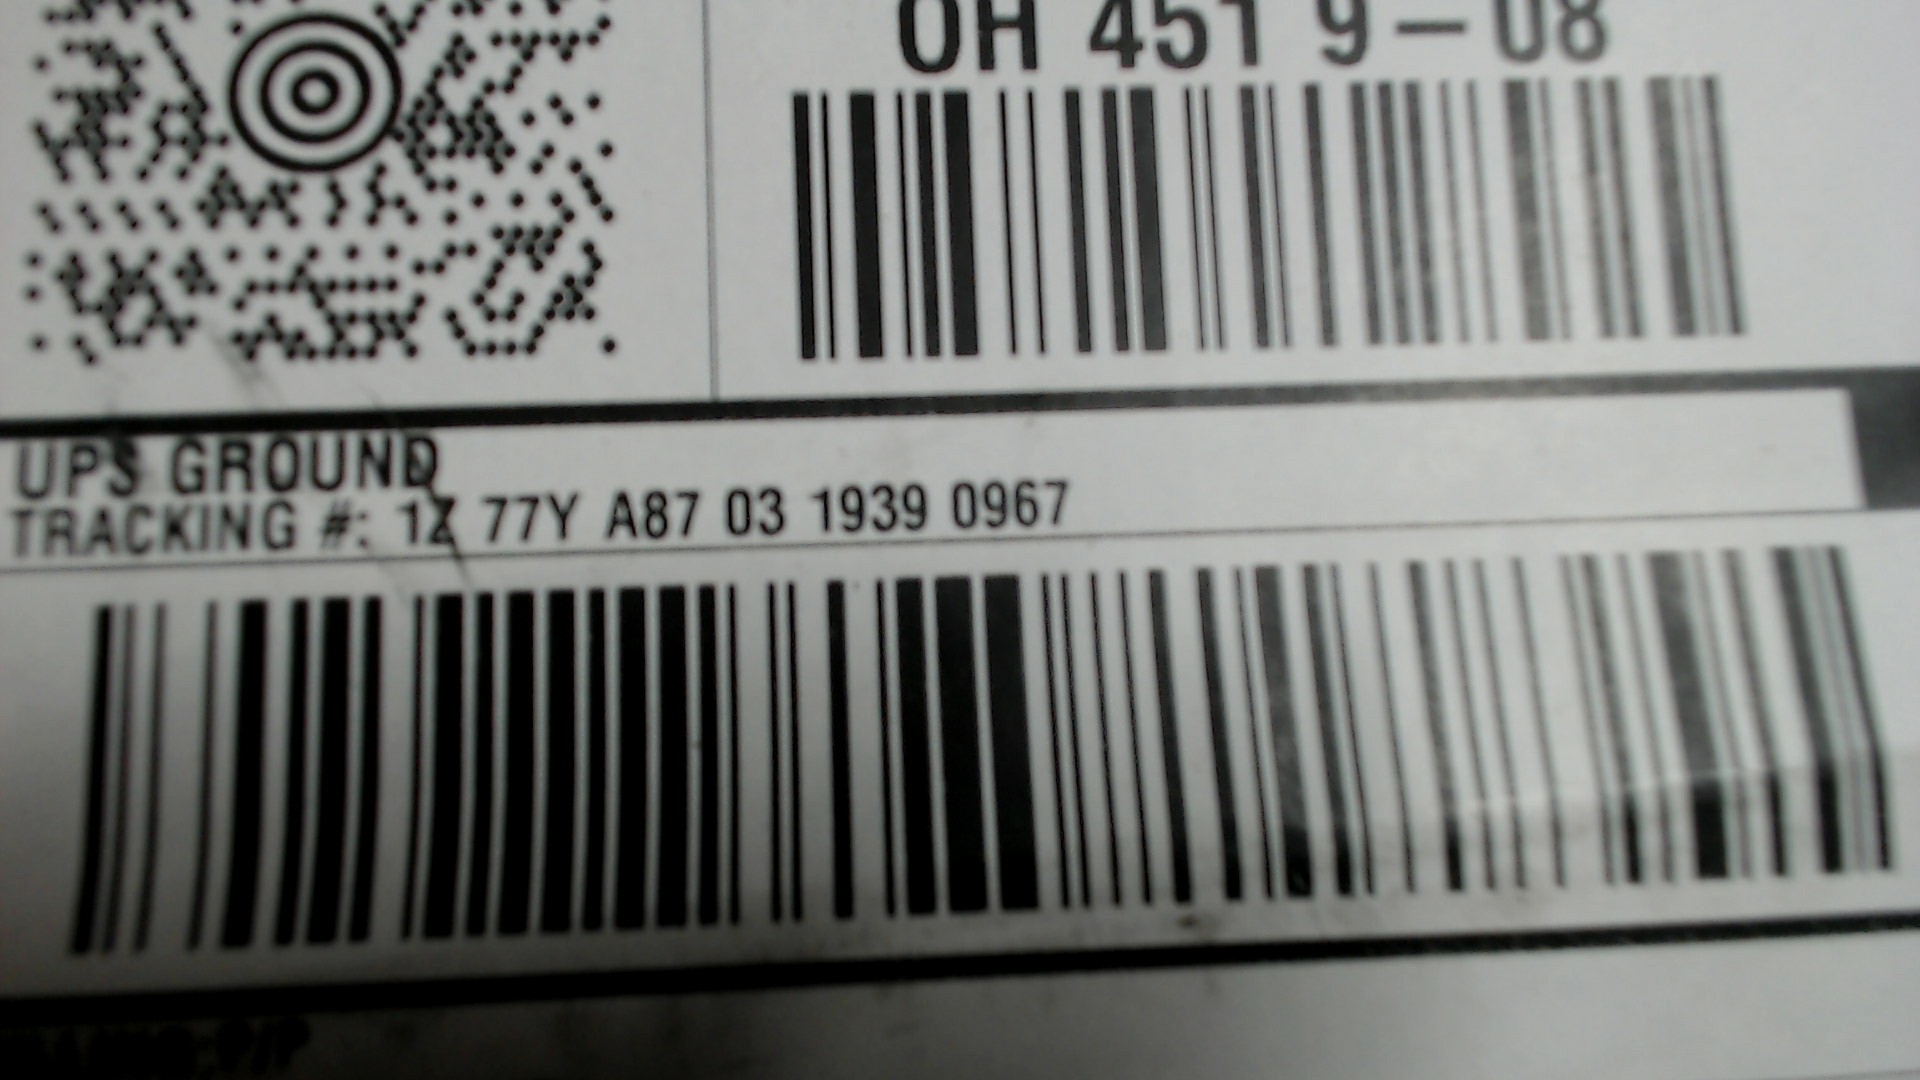 OH 451 9-08
UPS GROUND
TRACKING #: 1Z 77Y A87 03 1939 0967